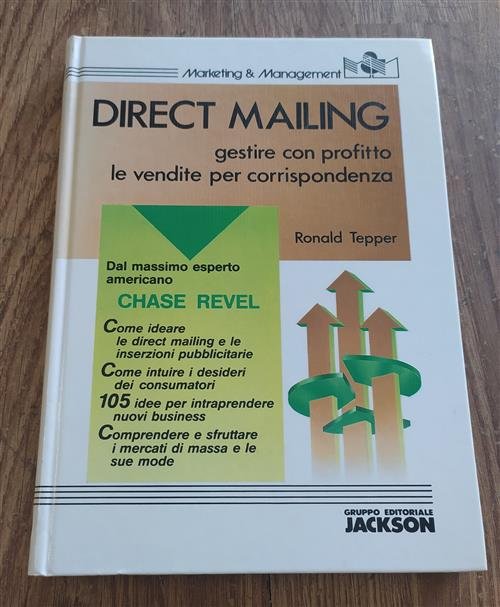 Marketing & Management
DIRECT MAILING
gestire con profitto
le vendite per corrispondenza
Ronald Tepper
Dal massimo esperto
americano
CHASE REVEL
Come ideare
le direct mailing e le
inserzioni pubblicitarie
Come intuire i desideri
dei consumatori
105 idee per intraprendere
nuovi business
Comprendere e sfruttare
i mercati di massa e le
sue mode
GRUPPO EDITORIALE
JACKSON